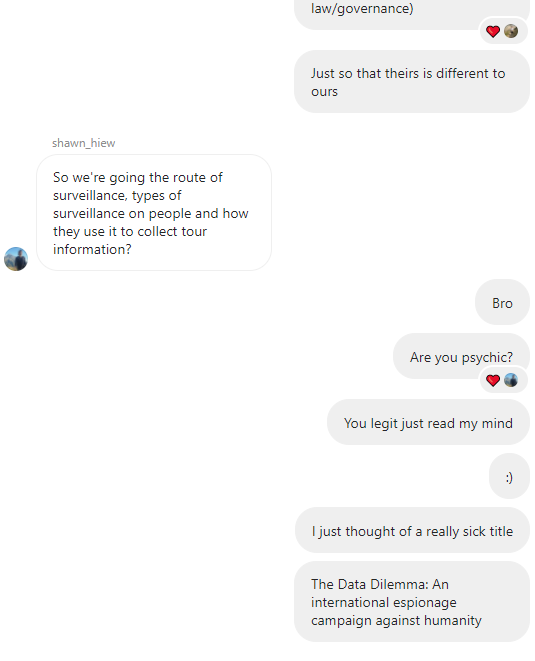 law/governance)
Just so that theirs is different to
ours
shawn_hiew
So we're going the route of
surveillance, types of
surveillance on people and how
they use it to collect tour
information?
Bro
Are you psychic?
You legit just read my mind
:)
I just thought of a really sick title
The Data Dilemma: An
international espionage
campaign against humanity